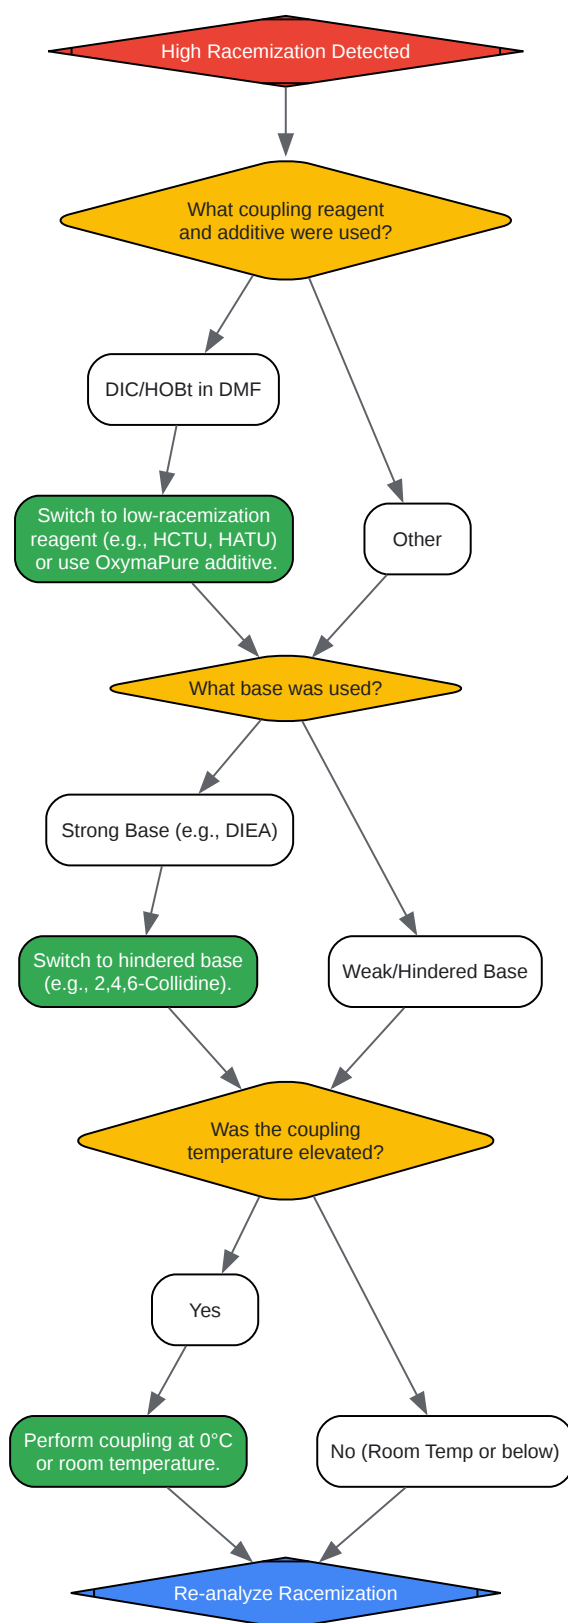 High Racemization Detected
What coupling reagent
and additive were used?
DIC/HOBt in DMF
Switch to low-racemization
reagent (e.g., HCTU, HATU)
or use OxymaPure additive.
Other
What base was used?
Strong Base (e.g., DIEA)
Switch to hindered base
(e.g., 2,4,6-Collidine).
Weak/Hindered Base
Was the coupling
temperature elevated?
Yes
Perform coupling at 0°C
or room temperature.
No (Room Temp or below)
Re-analyze Racemization